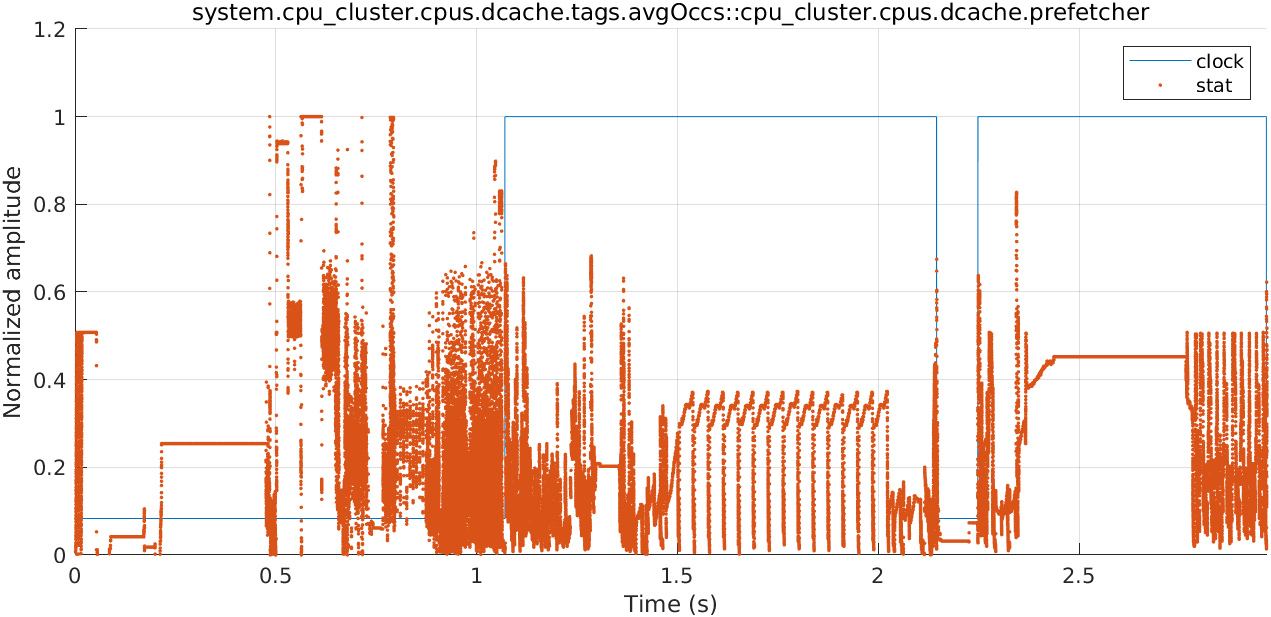 system.cpu_cluster.cpus.dcache.tags.avgOccs::cpu_cluster.cpus.dcache.prefetcher
1.2
1
0.8
0.6
0.4
0.2
0
Normalized amplitude
clock
stat
0 0.5 1 1.5 2 2.5
Time (s)